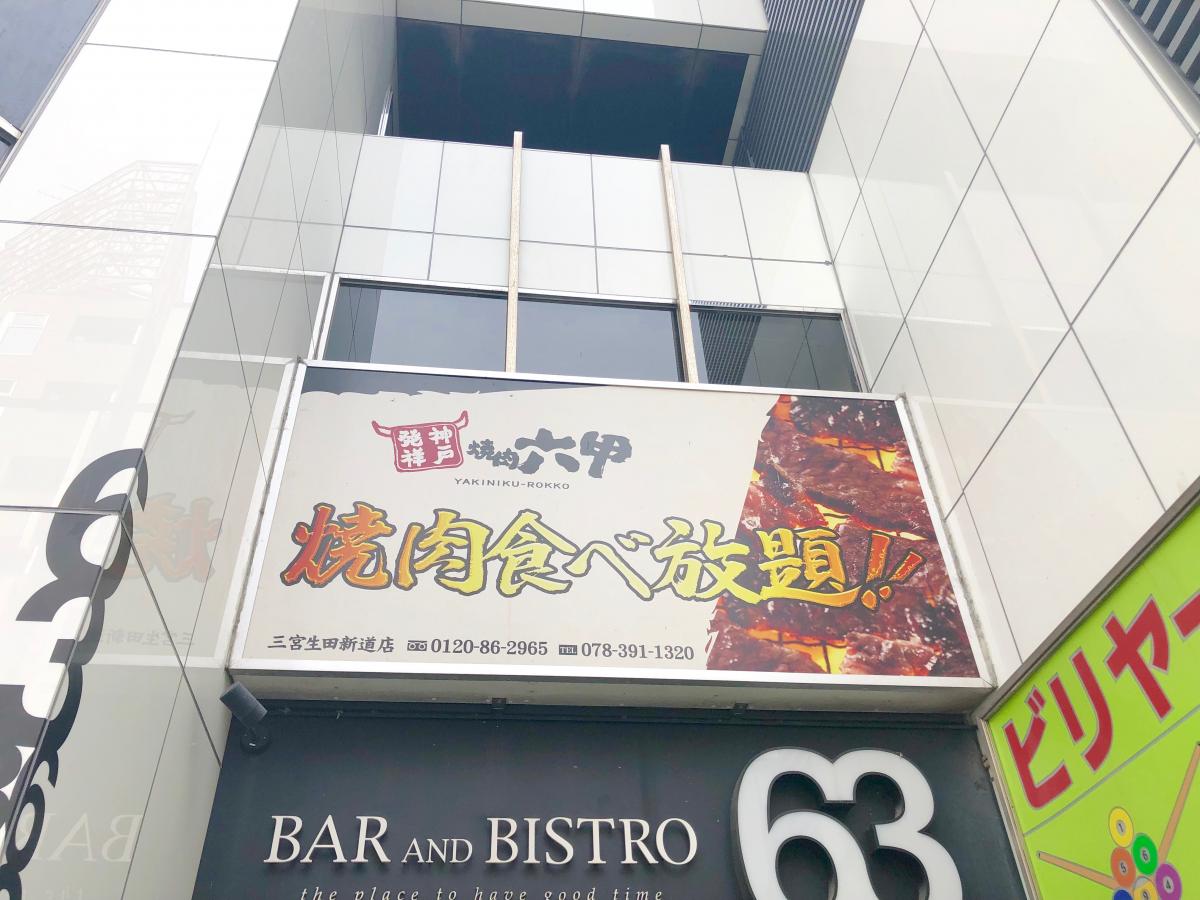 神戸発祥
焼肉六甲
YAKINIKU-ROKKO
焼肉食べ放題!!
三宮生田新道店 0120-86-2965 TEL 078-391-1320
BAR AND BISTRO 63
the place to have good time
ビリヤー